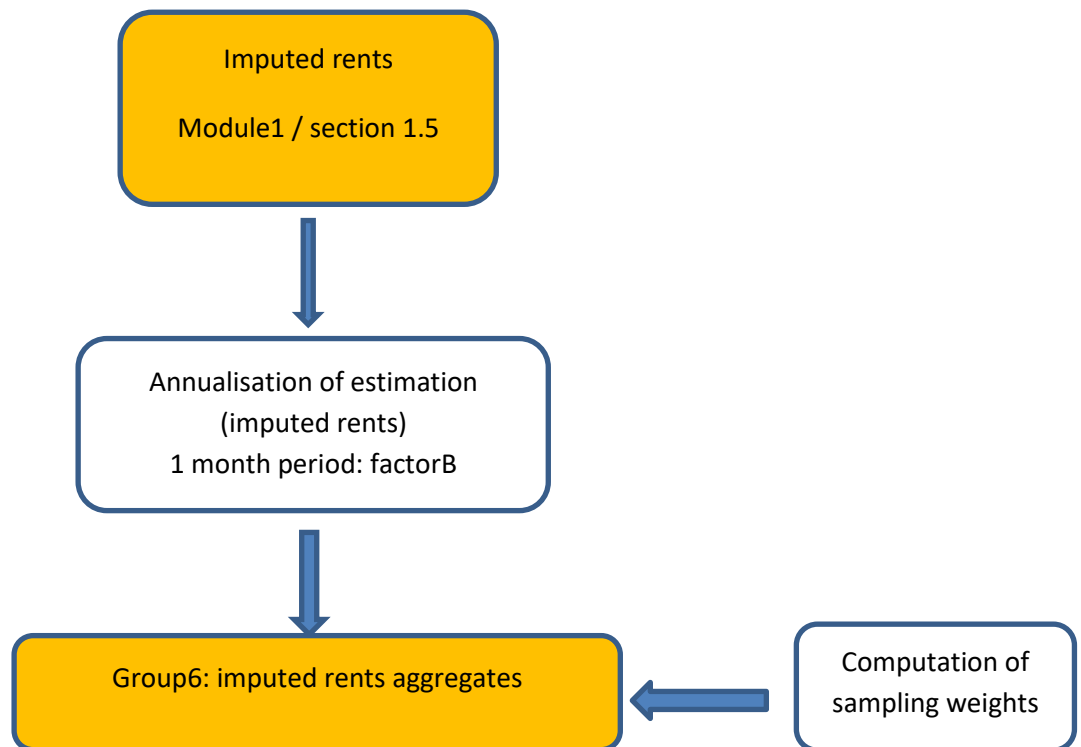 Imputed rents
Module1 / section 1.5
Annualisation of estimation
(imputed rents)
1 month period: factorB
Group6: imputed rents aggregates
Computation of
sampling weights